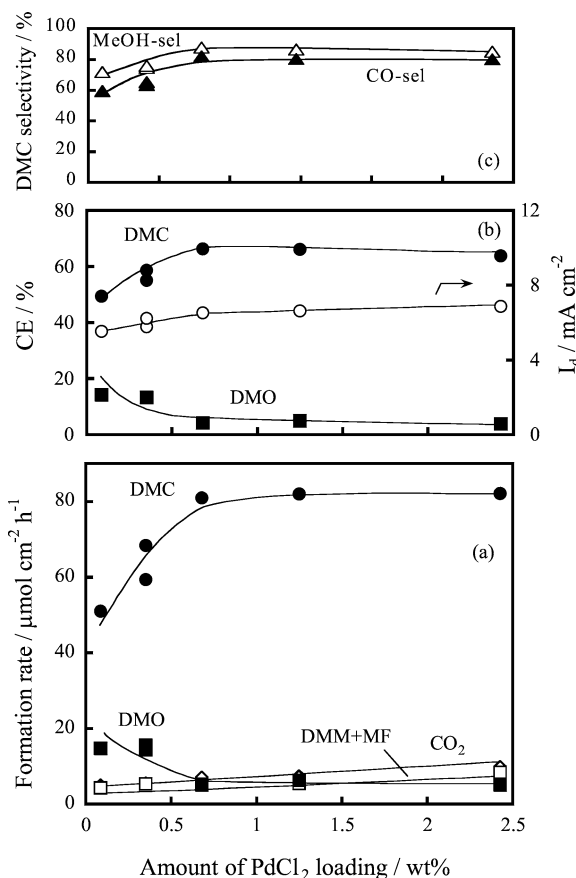 DMC selectivity / %
100
80
60
40
20
0
MeOH-sel
CO-sel
(c)
CE / %
80
60
40
20
0
DMC
DMO
(b)
12
8
4
0
I_d / mA cm⁻²
Formation rate / μmol cm⁻² h⁻¹
80
60
40
20
0
DMC
(a)
DMO
DMM+MF
CO₂
0 0.5 1 1.5 2 2.5
Amount of PdCl₂ loading / wt%